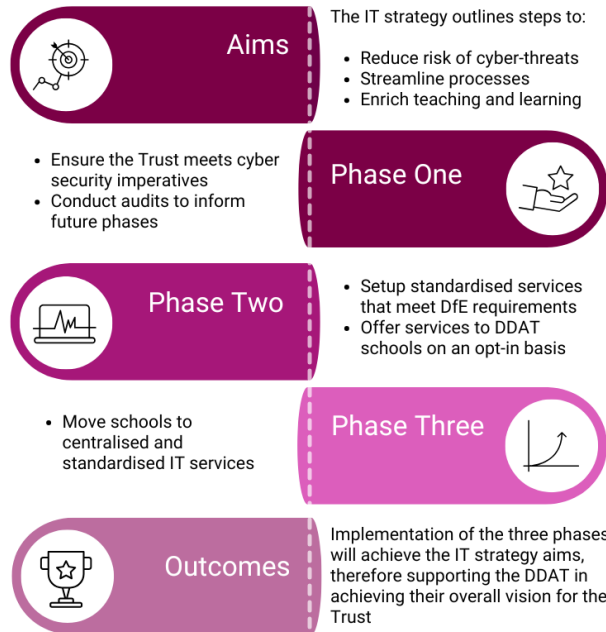 Aims
The IT strategy outlines steps to:
• Reduce risk of cyber-threats
• Streamline processes
• Enrich teaching and learning
Phase One
• Ensure the Trust meets cyber
security imperatives
• Conduct audits to inform
future phases
Phase Two
• Setup standardised services
that meet DfE requirements
• Offer services to DDAT
schools on an opt-in basis
Phase Three
• Move schools to
centralised and
standardised IT services
Outcomes
Implementation of the three phases
will achieve the IT strategy aims,
therefore supporting the DDAT in
achieving their overall vision for the
Trust